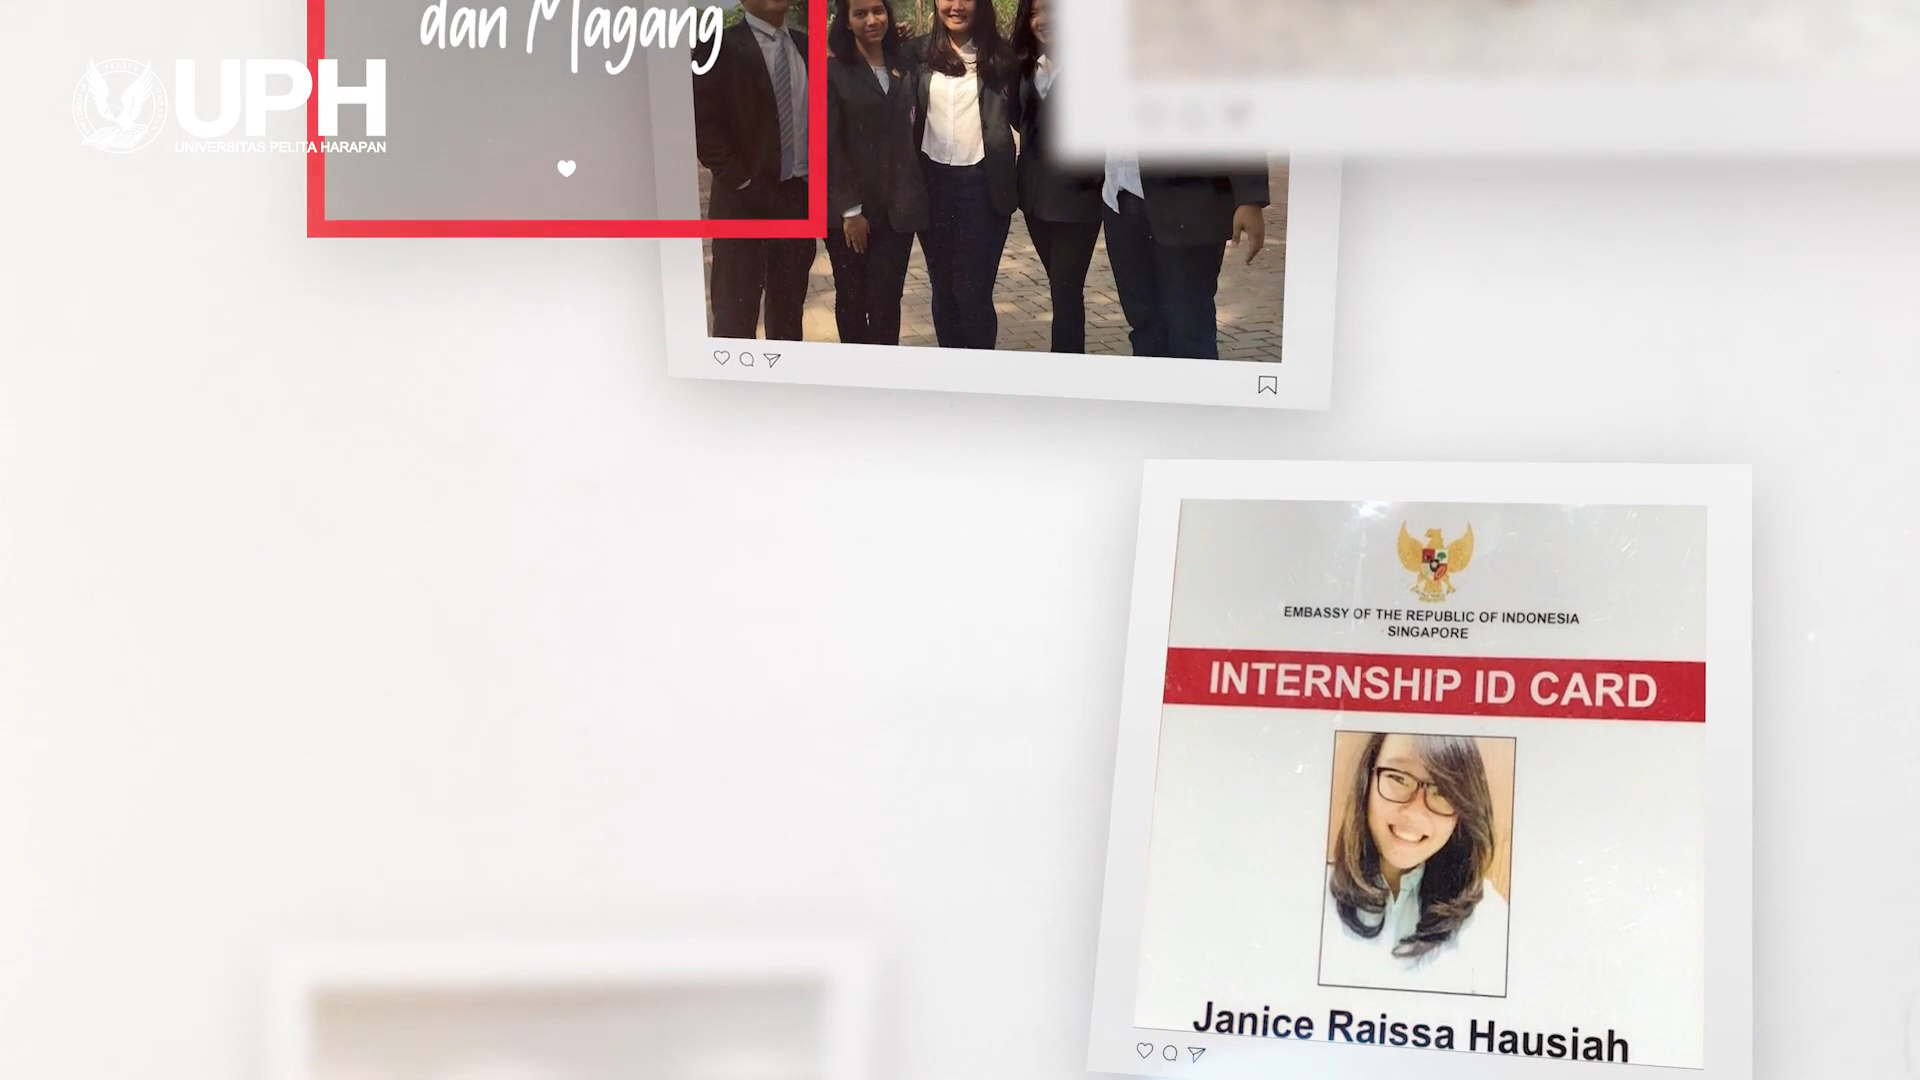 dan Magang
UPH
UNIVERSITAS PELITA HARAPAN
EMBASSY OF THE REPUBLIC OF INDONESIA
SINGAPORE
INTERNSHIP ID CARD
Janice Raissa Hausiah